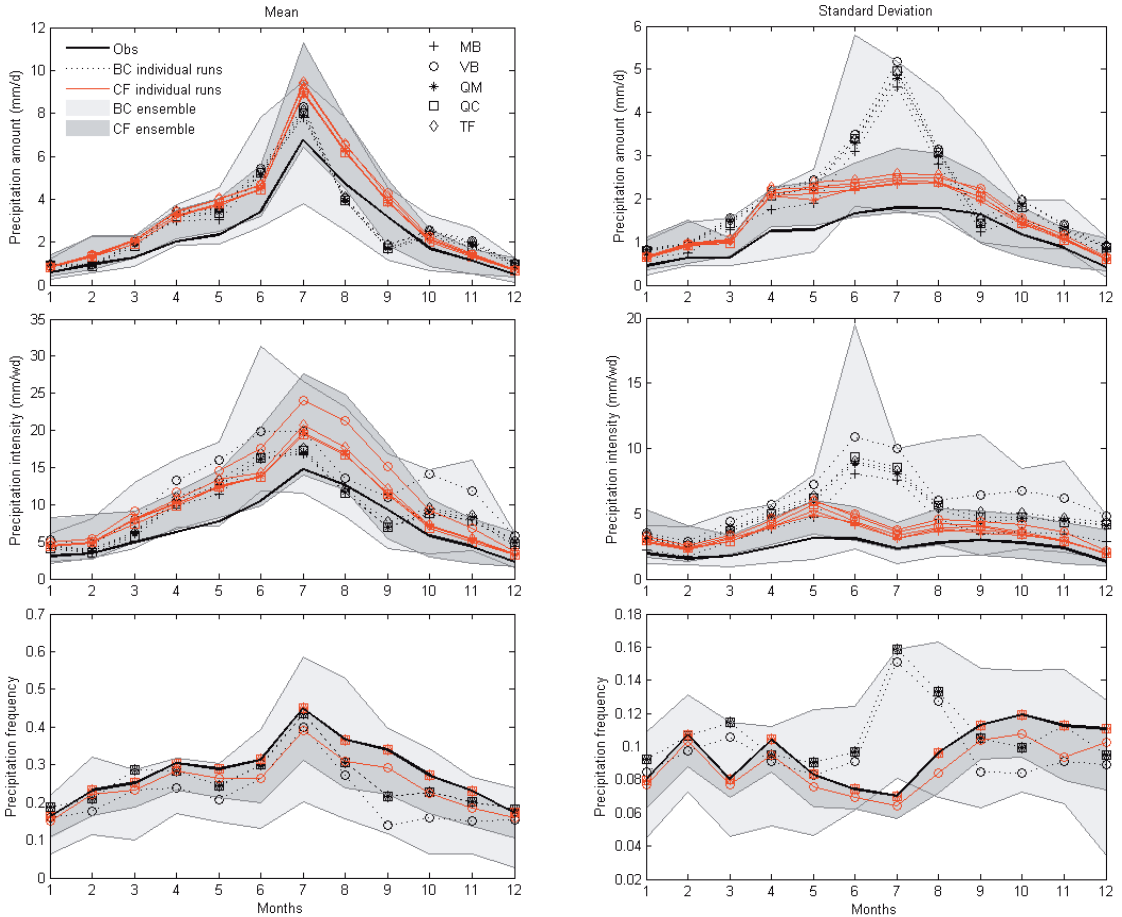 Mean
Precipitation amount (mm/d)
12
10
8
6
4
2
0
Obs
BC individual runs
CF individual runs
BC ensemble
CF ensemble
MB
VB
QM
QC
TF
1 2 3 4 5 6 7 8 9 10 11 12
Standard Deviation
Precipitation amount (mm/d)
6
5
4
3
2
1
0
1 2 3 4 5 6 7 8 9 10 11 12
Precipitation intensity (mm/wd)
35
30
25
20
15
10
5
0
1 2 3 4 5 6 7 8 9 10 11 12
Precipitation intensity (mm/wd)
20
15
10
5
0
1 2 3 4 5 6 7 8 9 10 11 12
Precipitation frequency
0.7
0.6
0.5
0.4
0.3
0.2
0.1
0
1 2 3 4 5 6 7 8 9 10 11 12
Months
Precipitation frequency
0.18
0.16
0.14
0.12
0.1
0.08
0.06
0.04
0.02
1 2 3 4 5 6 7 8 9 10 11 12
Months